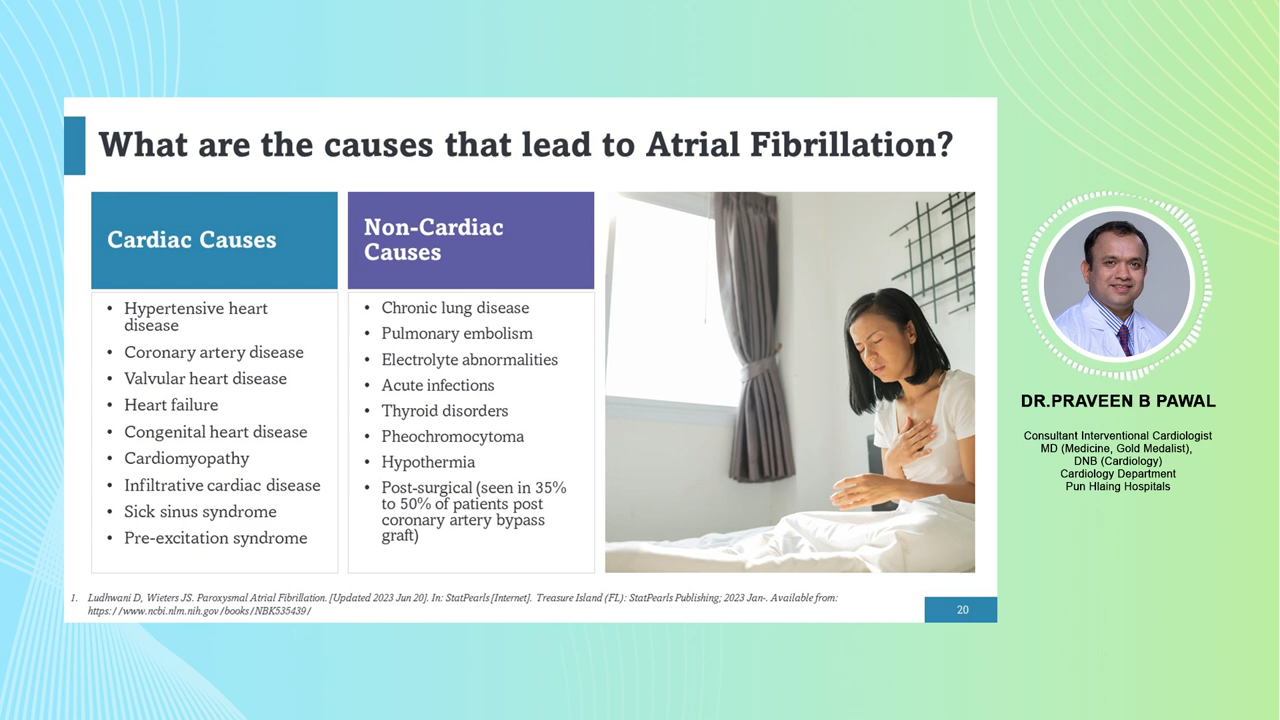 What are the causes that lead to Atrial Fibrillation?
Cardiac Causes
• Hypertensive heart
disease
• Coronary artery disease
• Valvular heart disease
• Heart failure
• Congenital heart disease
• Cardiomyopathy
• Infiltrative cardiac disease
• Sick sinus syndrome
• Pre-excitation syndrome
Non-Cardiac
Causes
• Chronic lung disease
• Pulmonary embolism
• Electrolyte abnormalities
• Acute infections
• Thyroid disorders
• Pheochromocytoma
• Hypothermia
• Post-surgical (seen in 35%
to 50% of patients post
coronary artery bypass
graft)
1. Ludhwani D, Wieters JS. Paroxysmal Atrial Fibrillation. [Updated 2023 Jun 20]. In: StatPearls [Internet]. Treasure Island (FL): StatPearls Publishing; 2023 Jan-. Available from:
https://www.ncbi.nlm.nih.gov/books/NBK535439/
20
DR.PRAVEEN B PAWAL
Consultant Interventional Cardiologist
MD (Medicine, Gold Medalist),
DNB (Cardiology)
Cardiology Department
Pun Hlaing Hospitals